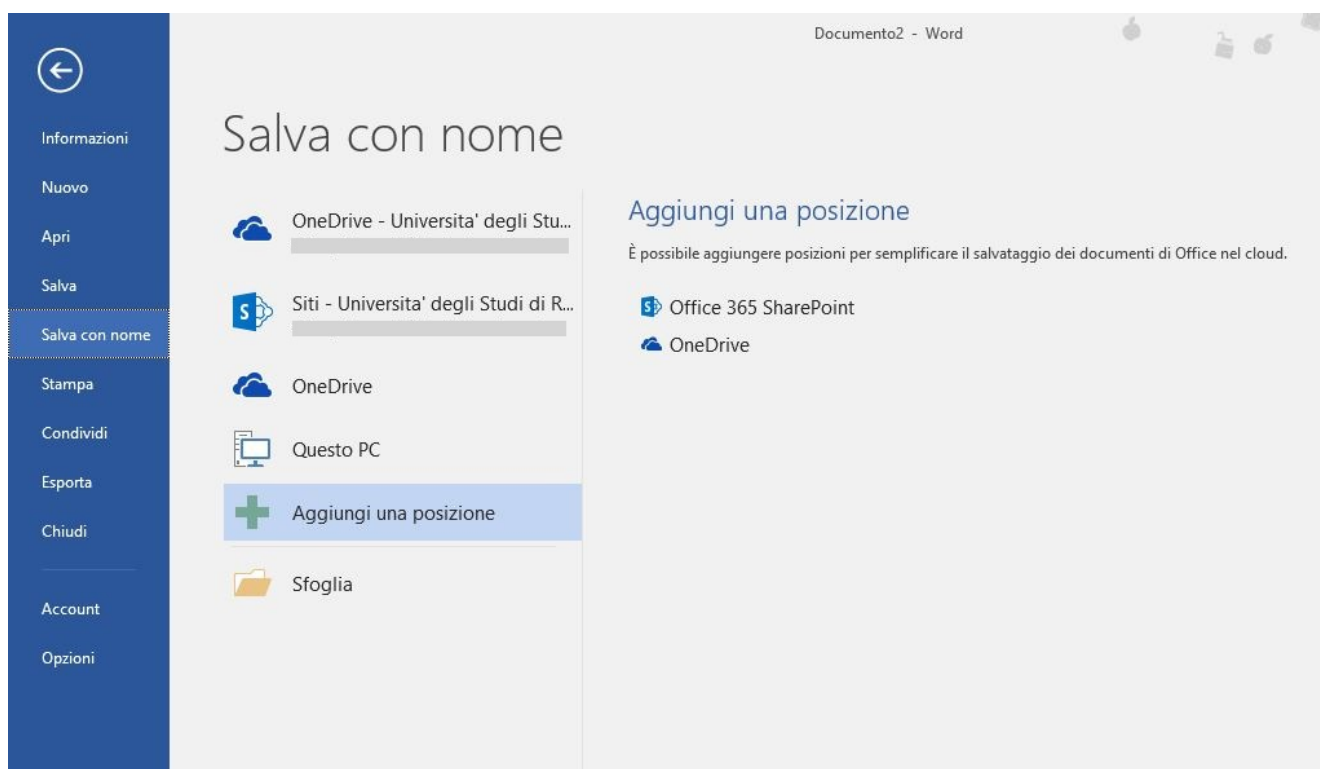 Documento2 - Word
Informazioni
Nuovo
Apri
Salva
Salva con nome
Stampa
Condividi
Esporta
Chiudi
Account
Opzioni
Salva con nome
OneDrive - Universita' degli Stu...
Siti - Universita' degli Studi di R...
OneDrive
Questo PC
Aggiungi una posizione
Sfoglia
Aggiungi una posizione
È possibile aggiungere posizioni per semplificare il salvataggio dei documenti di Office nel cloud.
Office 365 SharePoint
OneDrive